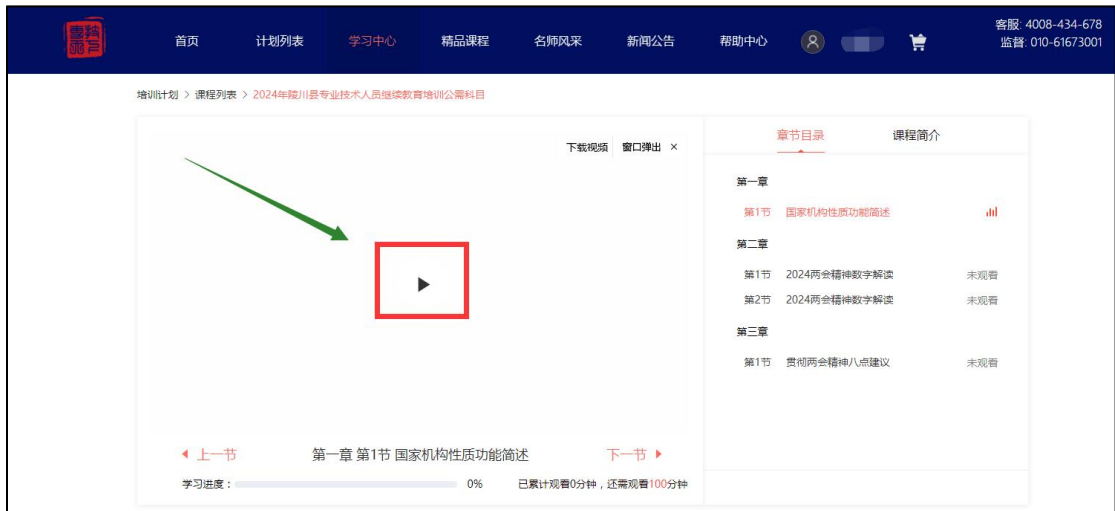 首页 计划列表 学习中心 精品课程 名师风采 新闻公告 帮助中心
客服: 4008-434-678
监督: 010-61673001
培训计划 > 课程列表 > 2024年陵川县专业技术人员继续教育培训公需科目
下载视频 窗口弹出 ×
章节目录 课程简介
第一章
第1节 国家机构性质功能简述
第二章
第1节 2024两会精神数字解读 未观看
第2节 2024两会精神数字解读 未观看
第三章
第1节 贯彻两会精神八点建议 未观看
上一节 第一章 第1节 国家机构性质功能简述 下一节
学习进度： 0% 已累计观看0分钟，还需观看100分钟